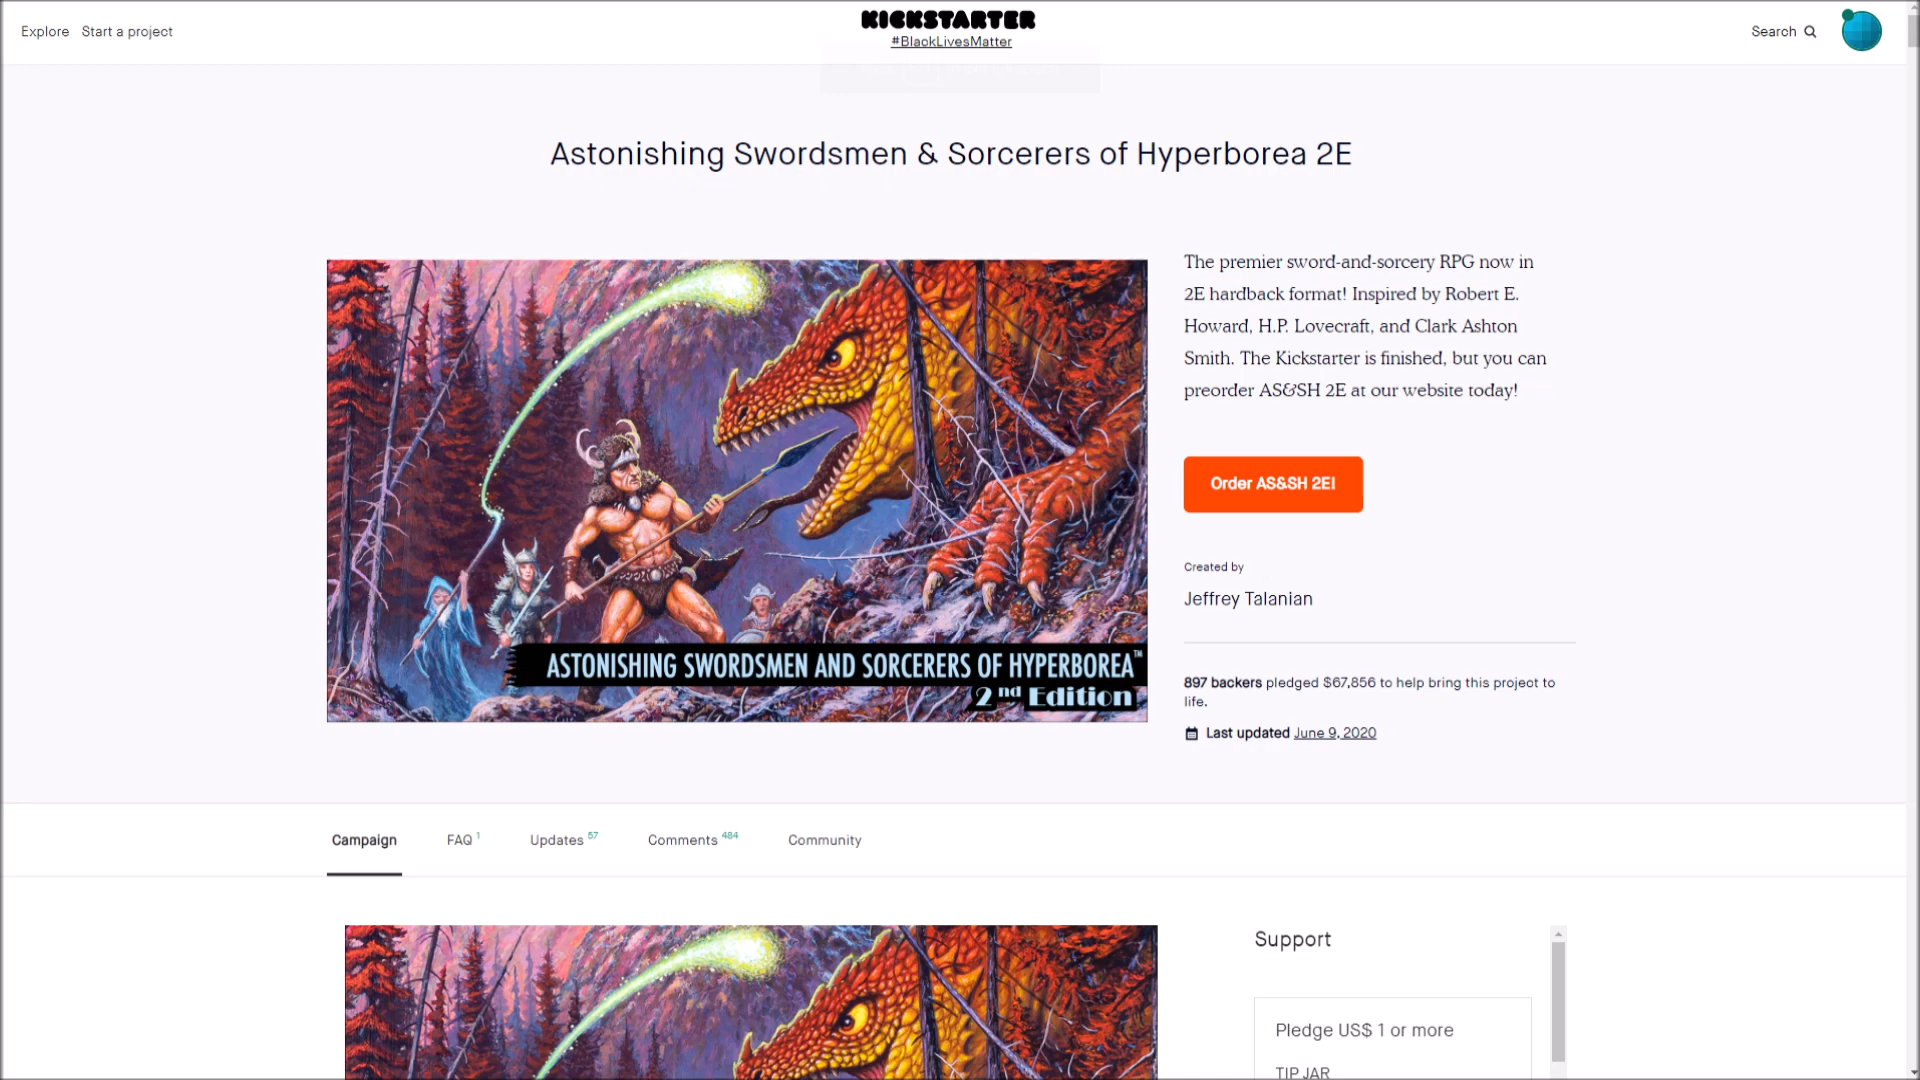 Explore Start a project
KICKSTARTER
#BlackLivesMatter
Search
Astonishing Swordsmen & Sorcerers of Hyperborea 2E
The premier sword-and-sorcery RPG now in
2E hardback format! Inspired by Robert E.
Howard, H.P. Lovecraft, and Clark Ashton
Smith. The Kickstarter is finished, but you can
preorder AS&SH 2E at our website today!
Order AS&SH 2E!
Created by
Jeffrey Talanian
897 backers pledged $67,856 to help bring this project to
life.
Last updated June 9, 2020
ASTONISHING SWORDSMEN AND SORCERERS OF HYPERBOREA™
2nd Edition
Campaign FAQ 1 Updates 57 Comments 484 Community
Support
Pledge US$ 1 or more
TIP JAR